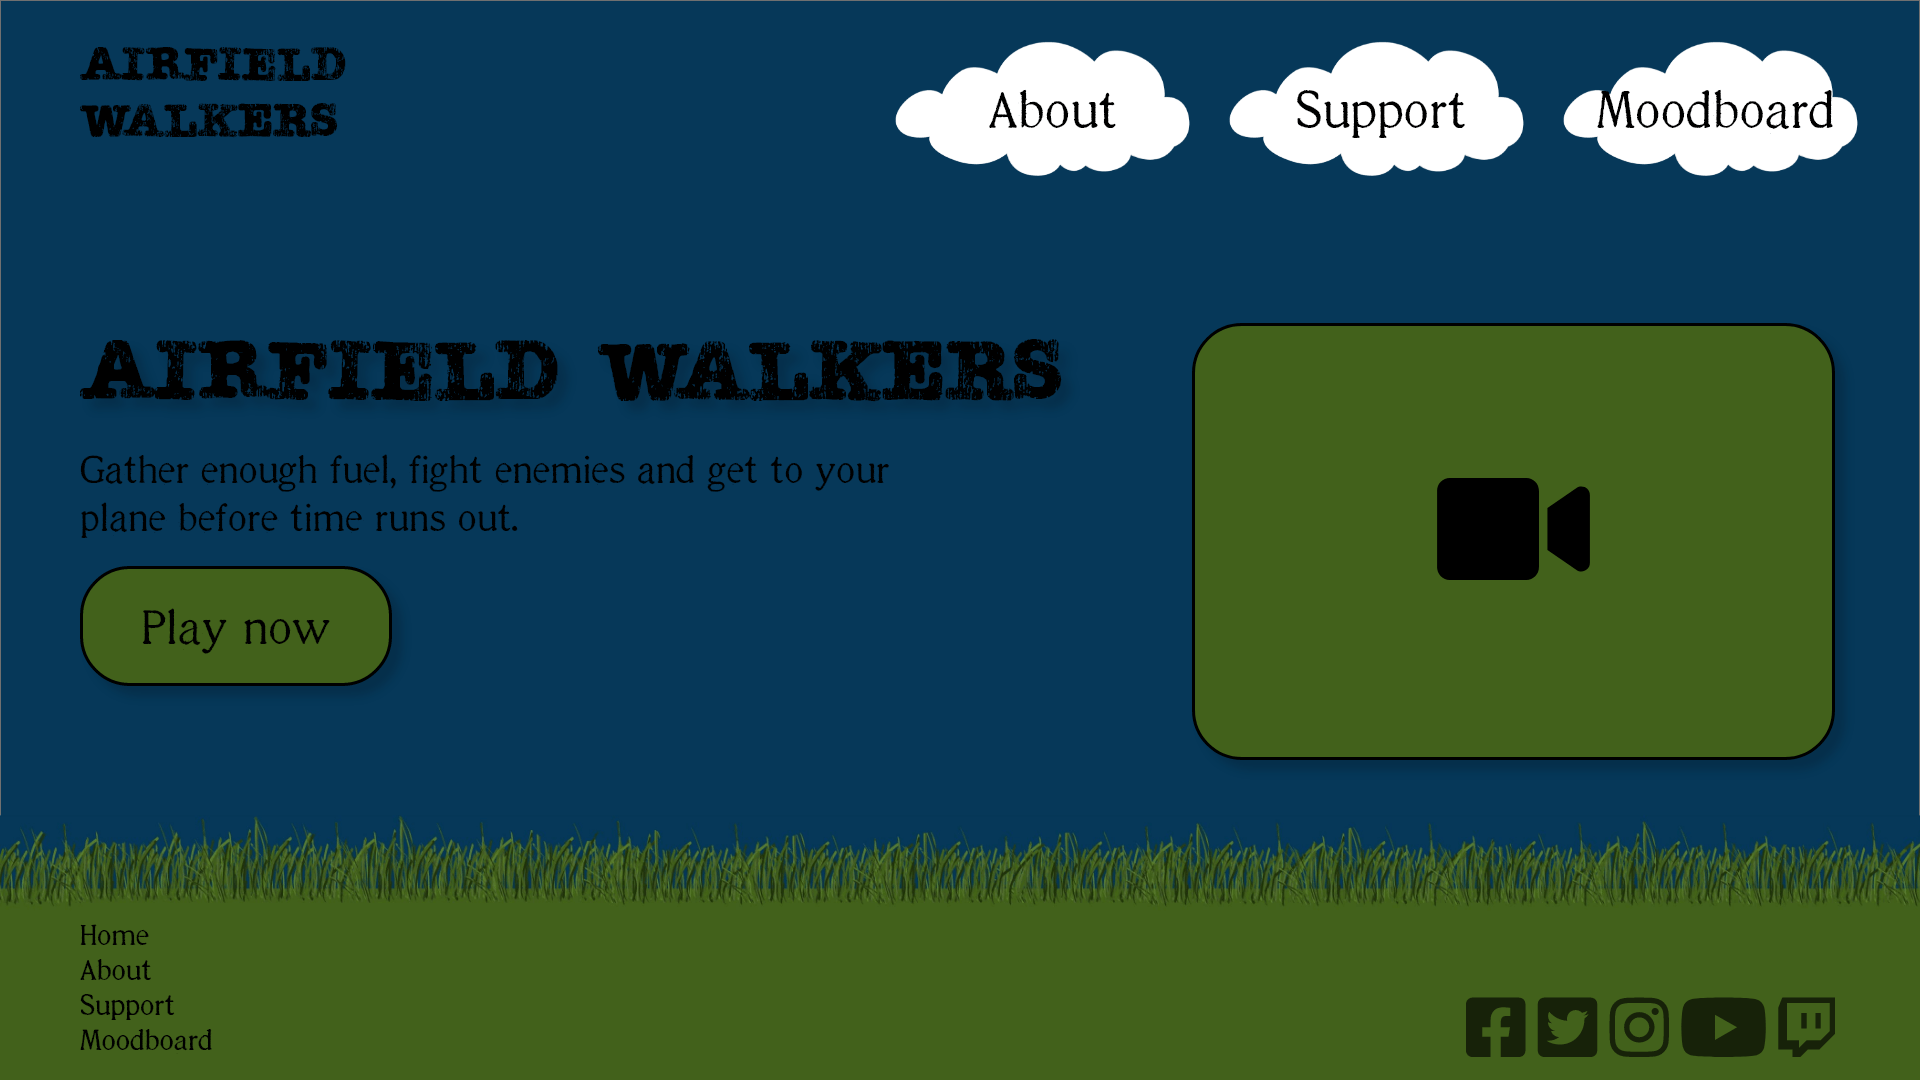 AIRFIELD
WALKERS
About
Support
Moodboard
AIRFIELD WALKERS
Gather enough fuel, fight enemies and get to your
plane before time runs out.
Play now
Home
About
Support
Moodboard